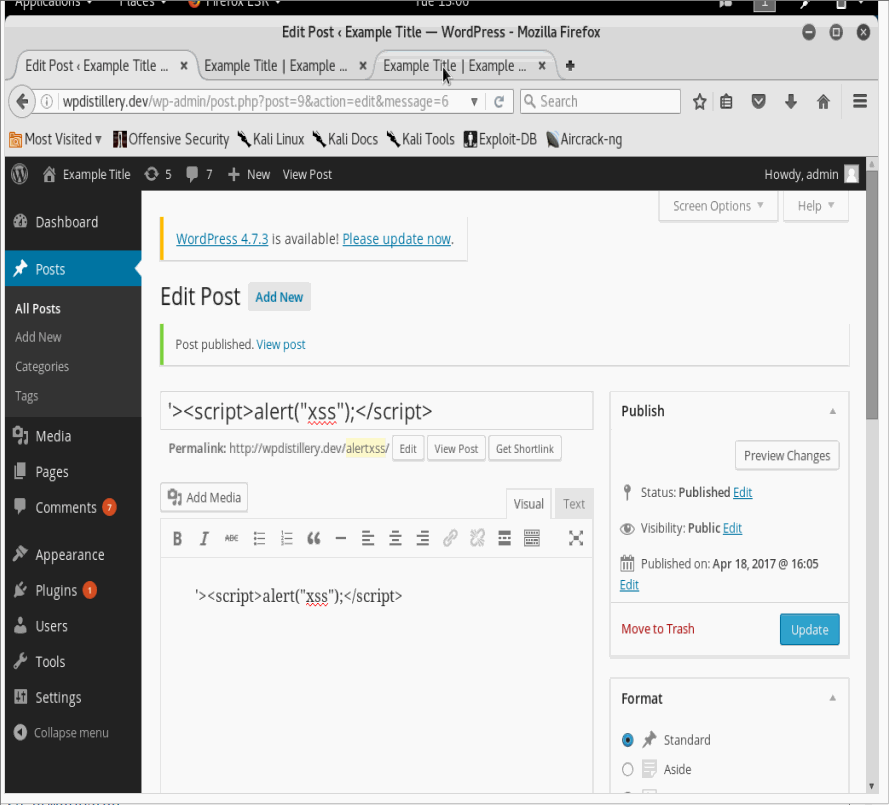 Applications Places Firefox ESR Tue 15:06 1
Edit Post ‹ Example Title — WordPress - Mozilla Firefox
Edit Post ‹ Example Title ... × Example Title | Example ... × Example Title | Example ... ×
wpdistillery.dev/wp-admin/post.php?post=9&action=edit&message=6 Search
Most Visited Offensive Security Kali Linux Kali Docs Kali Tools Exploit-DB Aircrack-ng
Example Title 5 7 + New View Post Howdy, admin
Screen Options Help
Dashboard
WordPress 4.7.3 is available! Please update now.
Posts
Edit Post Add New
All Posts
Add New
Post published. View post
Categories
Tags
'><script>alert("xss");</script>
Publish
Media
Permalink: http://wpdistillery.dev/alertxss/ Edit View Post Get Shortlink
Preview Changes
Pages
Add Media
Visual Text
Status: Published Edit
Comments 7
B I ABC
Visibility: Public Edit
Appearance
Published on: Apr 18, 2017 @ 16:05
Edit
Plugins 1
'><script>alert("xss");</script>
Users
Move to Trash Update
Tools
Settings
Format
Collapse menu
Standard
Aside